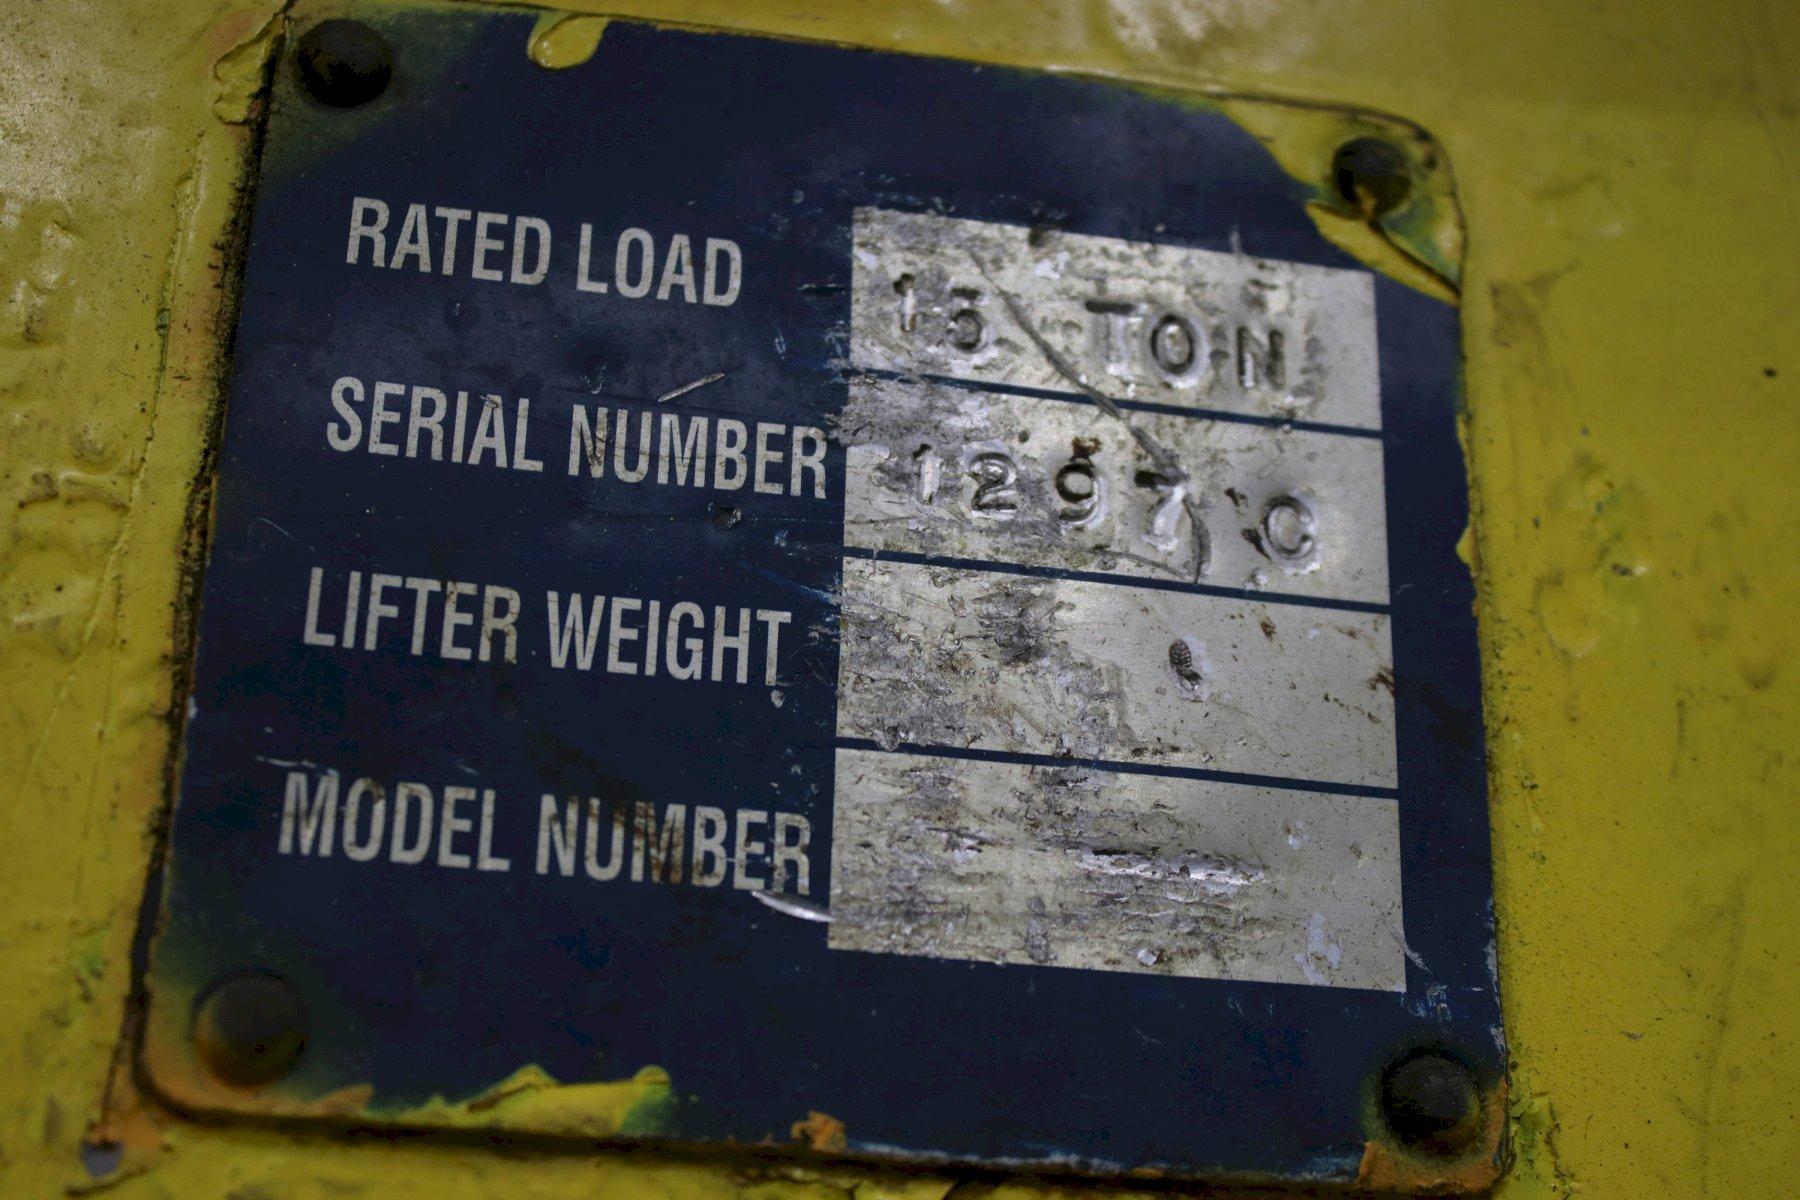 RATED LOAD 15 TON
SERIAL NUMBER 1297 C
LIFTER WEIGHT
MODEL NUMBER